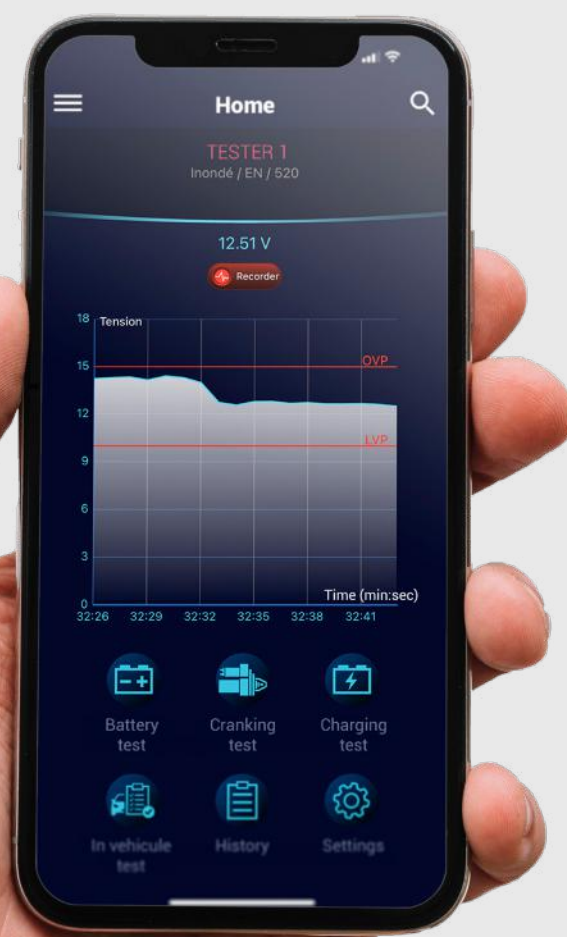 Home
TESTER 1
Inondé / EN / 520
12.51 V
Recorder
18
Tension
15
OVP
12
LVP
9
6
3
Time (min:sec)
0
32:26 32:29 32:32 32:35 32:38 32:41
Battery Cranking Charging
test test test
In vehicule History Settings
test